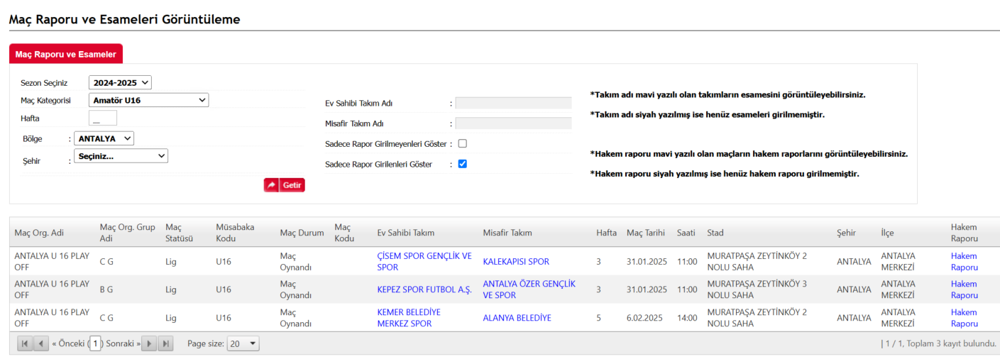 Maç Raporu ve Esameleri Görüntüleme
Maç Raporu ve Esameler
Sezon Seçiniz 2024-2025
Maç Kategorisi Amatör U16
Hafta __
Bölge : ANTALYA
Şehir : Seçiniz...
Getir
Ev Sahibi Takım Adı :
Misafir Takım Adı :
Sadece Rapor Girilmeyenleri Göster :
Sadece Rapor Girilenleri Göster :
*Takım adı mavi yazılı olan takımların esamesini görüntüleyebilirsiniz.
*Takım adı siyah yazılmış ise henüz esameleri girilmemiştir.
*Hakem raporu mavi yazılı olan maçların hakem raporlarını görüntüleyebilirsiniz.
*Hakem raporu siyah yazılmış ise henüz hakem raporu girilmemiştir.
Maç Org. Adi Maç Org. Grup Adi Maç Statüsü Müsabaka Kodu Maç Durum Maç Kodu Ev Sahibi Takım Misafir Takım Hafta Maç Tarihi Saati Stad Şehir İlçe Hakem Raporu
ANTALYA U 16 PLAY OFF C G Lig U16 Maç Oynandı ÇİSEM SPOR GENÇLİK VE SPOR KALEKAPISI SPOR 3 31.01.2025 11:00 MURATPAŞA ZEYTİNKÖY 2 NOLU SAHA ANTALYA ANTALYA MERKEZİ Hakem Raporu
ANTALYA U 16 PLAY OFF B G Lig U16 Maç Oynandı KEPEZ SPOR FUTBOL A.Ş. ANTALYA ÖZER GENÇLİK VE SPOR 3 31.01.2025 11:00 MURATPAŞA ZEYTİNKÖY 3 NOLU SAHA ANTALYA ANTALYA MERKEZİ Hakem Raporu
ANTALYA U 16 PLAY OFF C G Lig U16 Maç Oynandı KEMER BELEDİYE MERKEZ SPOR ALANYA BELEDİYE 5 6.02.2025 14:00 MURATPAŞA ZEYTİNKÖY 2 NOLU SAHA ANTALYA ANTALYA MERKEZİ Hakem Raporu
« Önceki (1) Sonraki » Page size: 20 | 1 / 1, Toplam 3 kayıt bulundu.